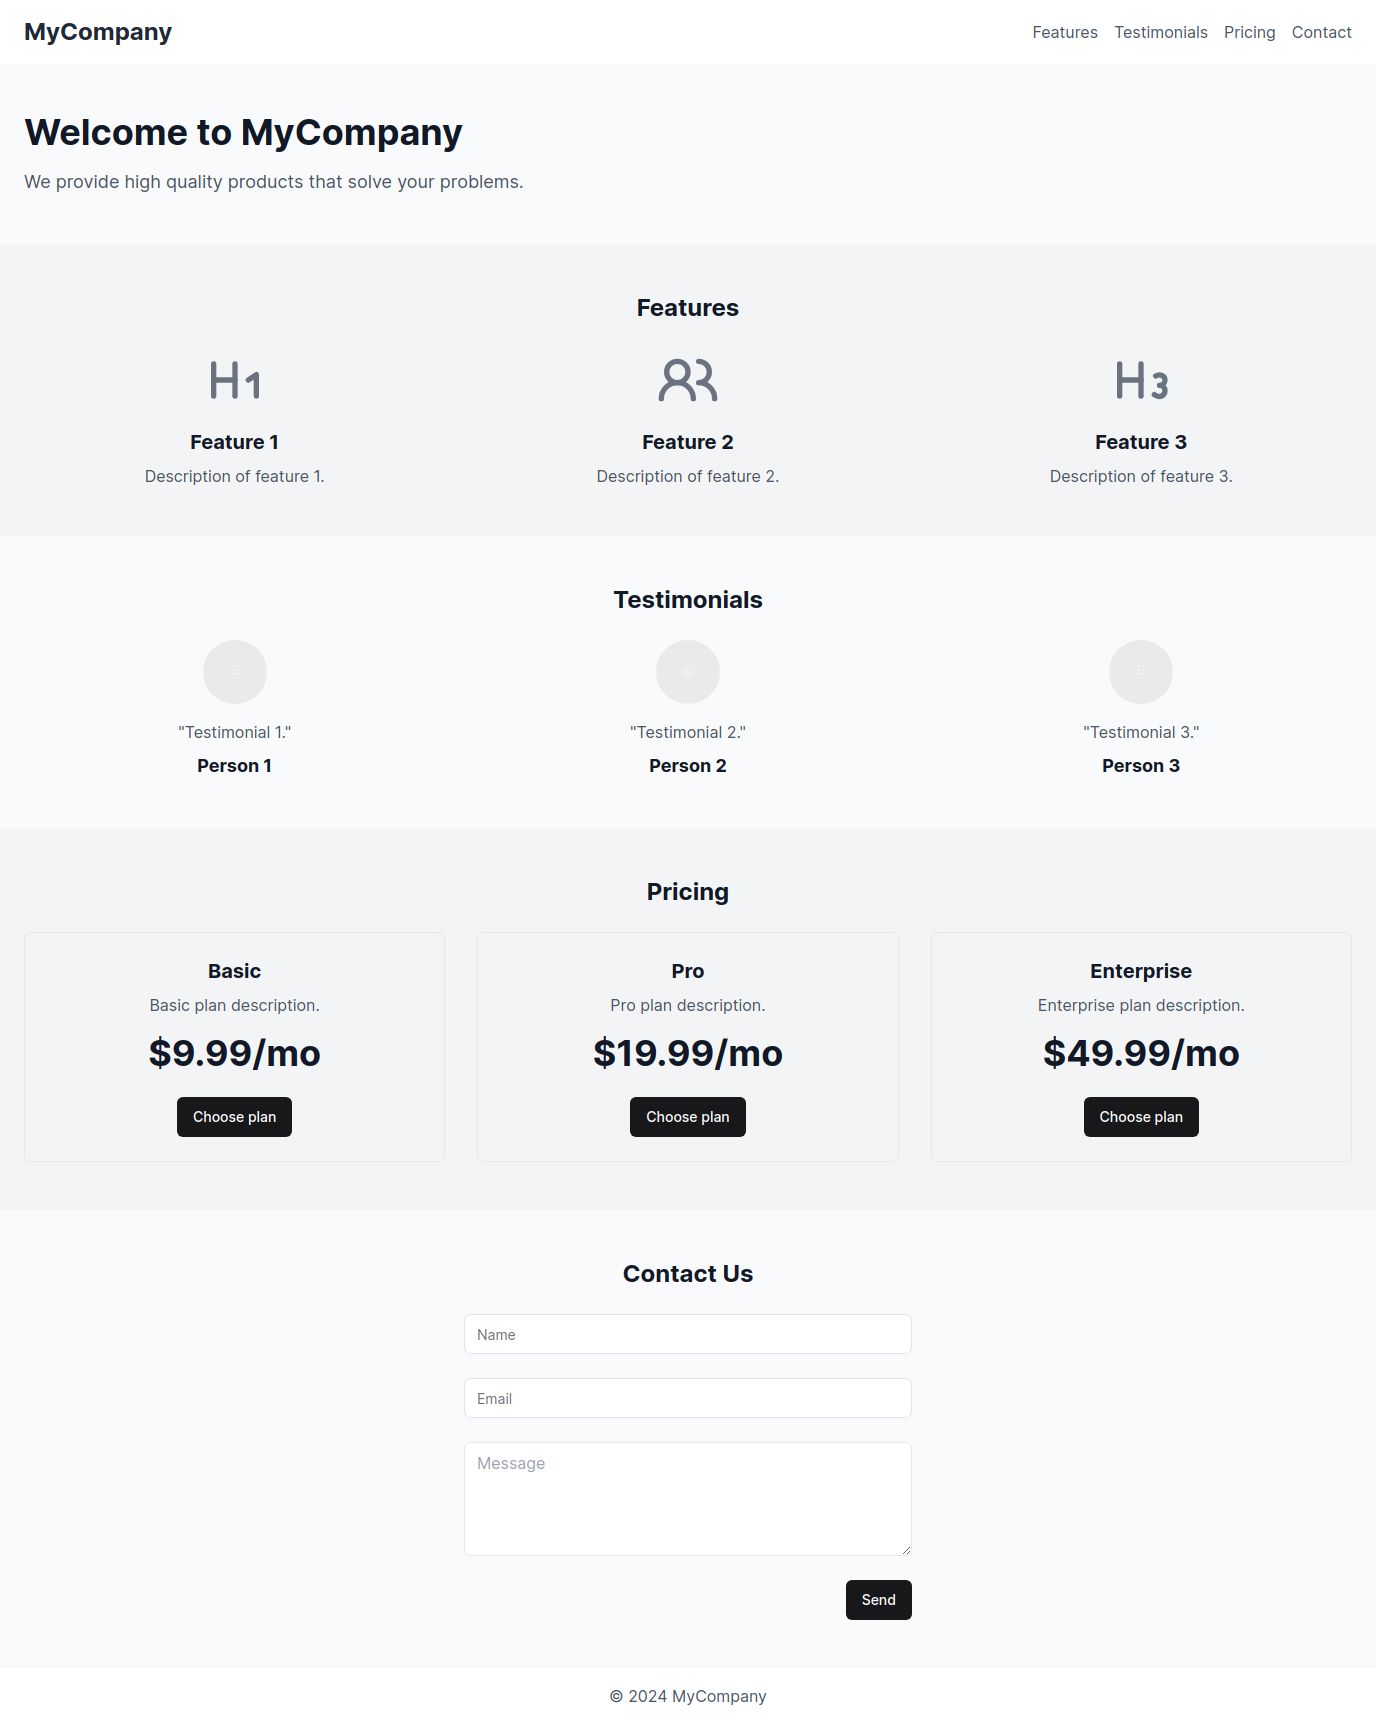 MyCompany
Features Testimonials Pricing Contact
Welcome to MyCompany
We provide high quality products that solve your problems.
Features
H1
H3
Feature 1
Feature 2
Feature 3
Description of feature 1.
Description of feature 2.
Description of feature 3.
Testimonials
"Testimonial 1."
"Testimonial 2."
"Testimonial 3."
Person 1
Person 2
Person 3
Pricing
Basic
Basic plan description.
$9.99/mo
Choose plan
Pro
Pro plan description.
$19.99/mo
Choose plan
Enterprise
Enterprise plan description.
$49.99/mo
Choose plan
Contact Us
Name
Email
Message
Send
© 2024 MyCompany